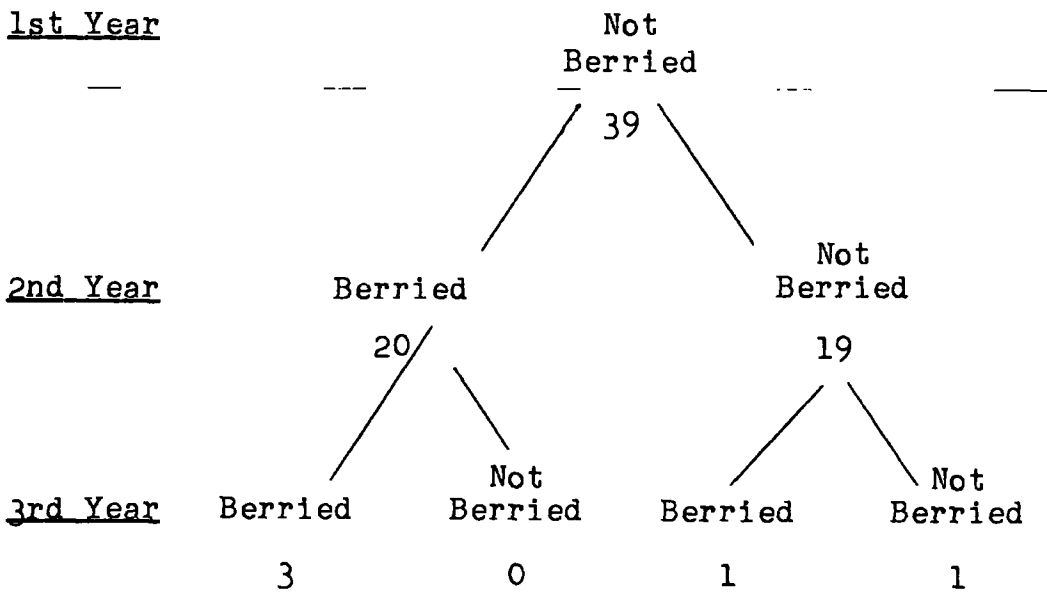 1st Year
Not
Berried
39
2nd Year
Berried
Not
Berried
20
19
3rd Year
Berried
Not
Berried
Berried
Not
Berried
3
0
1
1